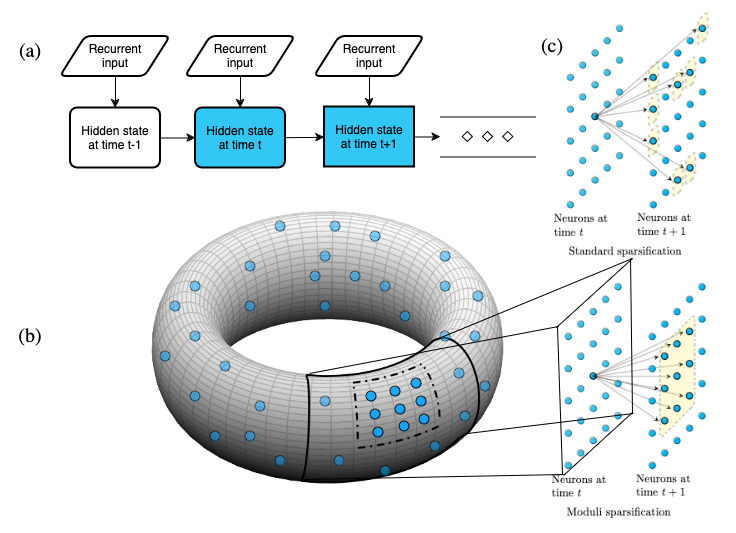 (a)
Recurrent
input
Recurrent
input
Recurrent
input
Hidden state
at time t-1
Hidden state
at time t
Hidden state
at time t+1
(c)
Neurons at
time t
Neurons at
time t + 1
Standard sparsification
(b)
Neurons at
time t
Neurons at
time t + 1
Moduli sparsification